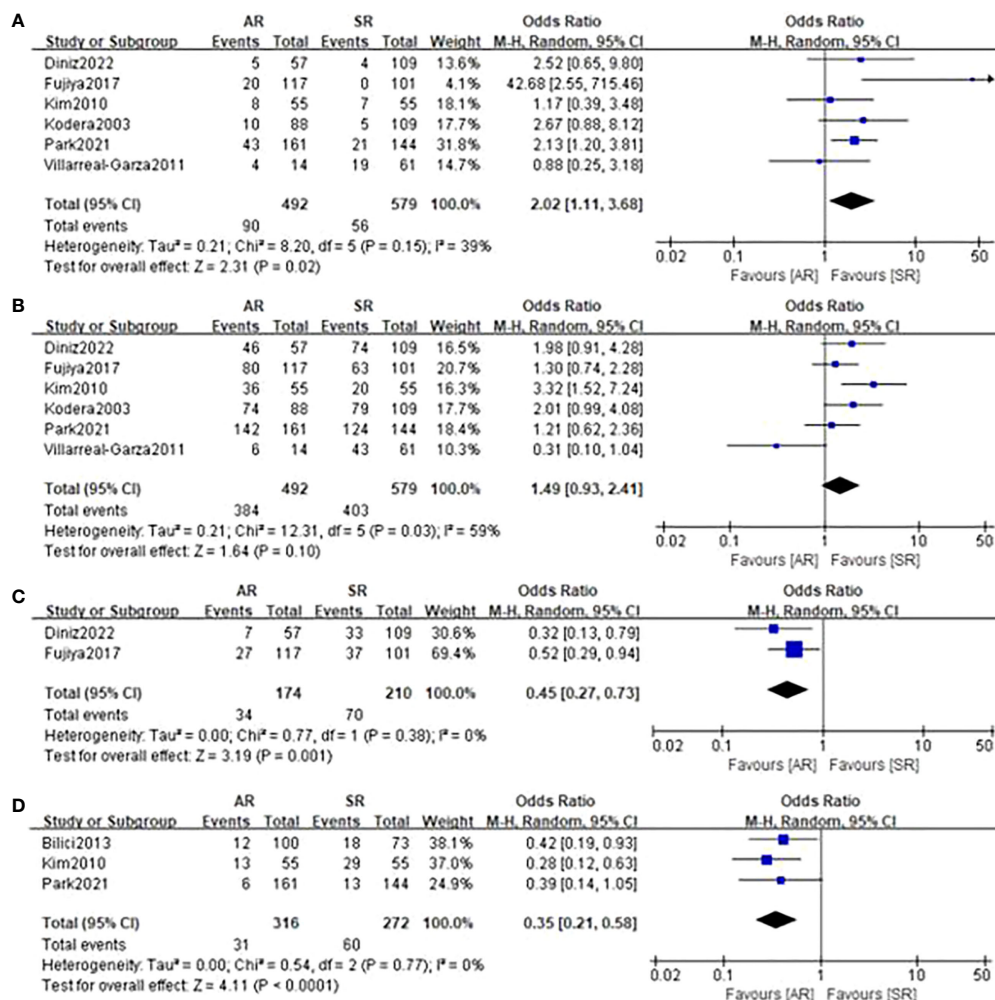 A
AR SR Odds Ratio Odds Ratio
Study or Subgroup Events Total Events Total Weight M-H, Random, 95% CI M-H, Random, 95% CI
Diniz2022 5 57 4 109 13.6% 2.52 [0.65, 9.80]
Fujiya2017 20 117 0 101 4.1% 42.68 [2.55, 715.46]
Kim2010 8 55 7 55 18.1% 1.17 [0.39, 3.48]
Kodera2003 10 88 5 109 17.7% 2.67 [0.88, 8.12]
Park2021 43 161 21 144 31.8% 2.13 [1.20, 3.81]
Villarreal-Garza2011 4 14 19 61 14.7% 0.88 [0.25, 3.18]
Total (95% CI) 492 579 100.0% 2.02 [1.11, 3.68]
Total events 90 56
Heterogeneity: Tau² = 0.21; Chi² = 8.20, df = 5 (P = 0.15); I² = 39%
Test for overall effect: Z = 2.31 (P = 0.02)
0.02 0.1 1 10 50
Favours [AR] Favours [SR]
B
AR SR Odds Ratio Odds Ratio
Study or Subgroup Events Total Events Total Weight M-H, Random, 95% CI M-H, Random, 95% CI
Diniz2022 46 57 74 109 16.5% 1.98 [0.91, 4.28]
Fujiya2017 80 117 63 101 20.7% 1.30 [0.74, 2.28]
Kim2010 36 55 20 55 16.3% 3.32 [1.52, 7.24]
Kodera2003 74 88 79 109 17.7% 2.01 [0.99, 4.08]
Park2021 142 161 124 144 18.4% 1.21 [0.62, 2.36]
Villarreal-Garza2011 6 14 43 61 10.3% 0.31 [0.10, 1.04]
Total (95% CI) 492 579 100.0% 1.49 [0.93, 2.41]
Total events 384 403
Heterogeneity: Tau² = 0.21; Chi² = 12.31, df = 5 (P = 0.03); I² = 59%
Test for overall effect: Z = 1.64 (P = 0.10)
0.02 0.1 1 10 50
Favours [AR] Favours [SR]
C
AR SR Odds Ratio Odds Ratio
Study or Subgroup Events Total Events Total Weight M-H, Random, 95% CI M-H, Random, 95% CI
Diniz2022 7 57 33 109 30.6% 0.32 [0.13, 0.79]
Fujiya2017 27 117 37 101 69.4% 0.52 [0.29, 0.94]
Total (95% CI) 174 210 100.0% 0.45 [0.27, 0.73]
Total events 34 70
Heterogeneity: Tau² = 0.00; Chi² = 0.77, df = 1 (P = 0.38); I² = 0%
Test for overall effect: Z = 3.19 (P = 0.001)
0.02 0.1 1 10 50
Favours [AR] Favours [SR]
D
AR SR Odds Ratio Odds Ratio
Study or Subgroup Events Total Events Total Weight M-H, Random, 95% CI M-H, Random, 95% CI
Bilici2013 12 100 18 73 38.1% 0.42 [0.19, 0.93]
Kim2010 13 55 29 55 37.0% 0.28 [0.12, 0.63]
Park2021 6 161 13 144 24.9% 0.39 [0.14, 1.05]
Total (95% CI) 316 272 100.0% 0.35 [0.21, 0.58]
Total events 31 60
Heterogeneity: Tau² = 0.00; Chi² = 0.54, df = 2 (P = 0.77); I² = 0%
Test for overall effect: Z = 4.11 (P < 0.0001)
0.02 0.1 1 10 50
Favours [AR] Favours [SR]